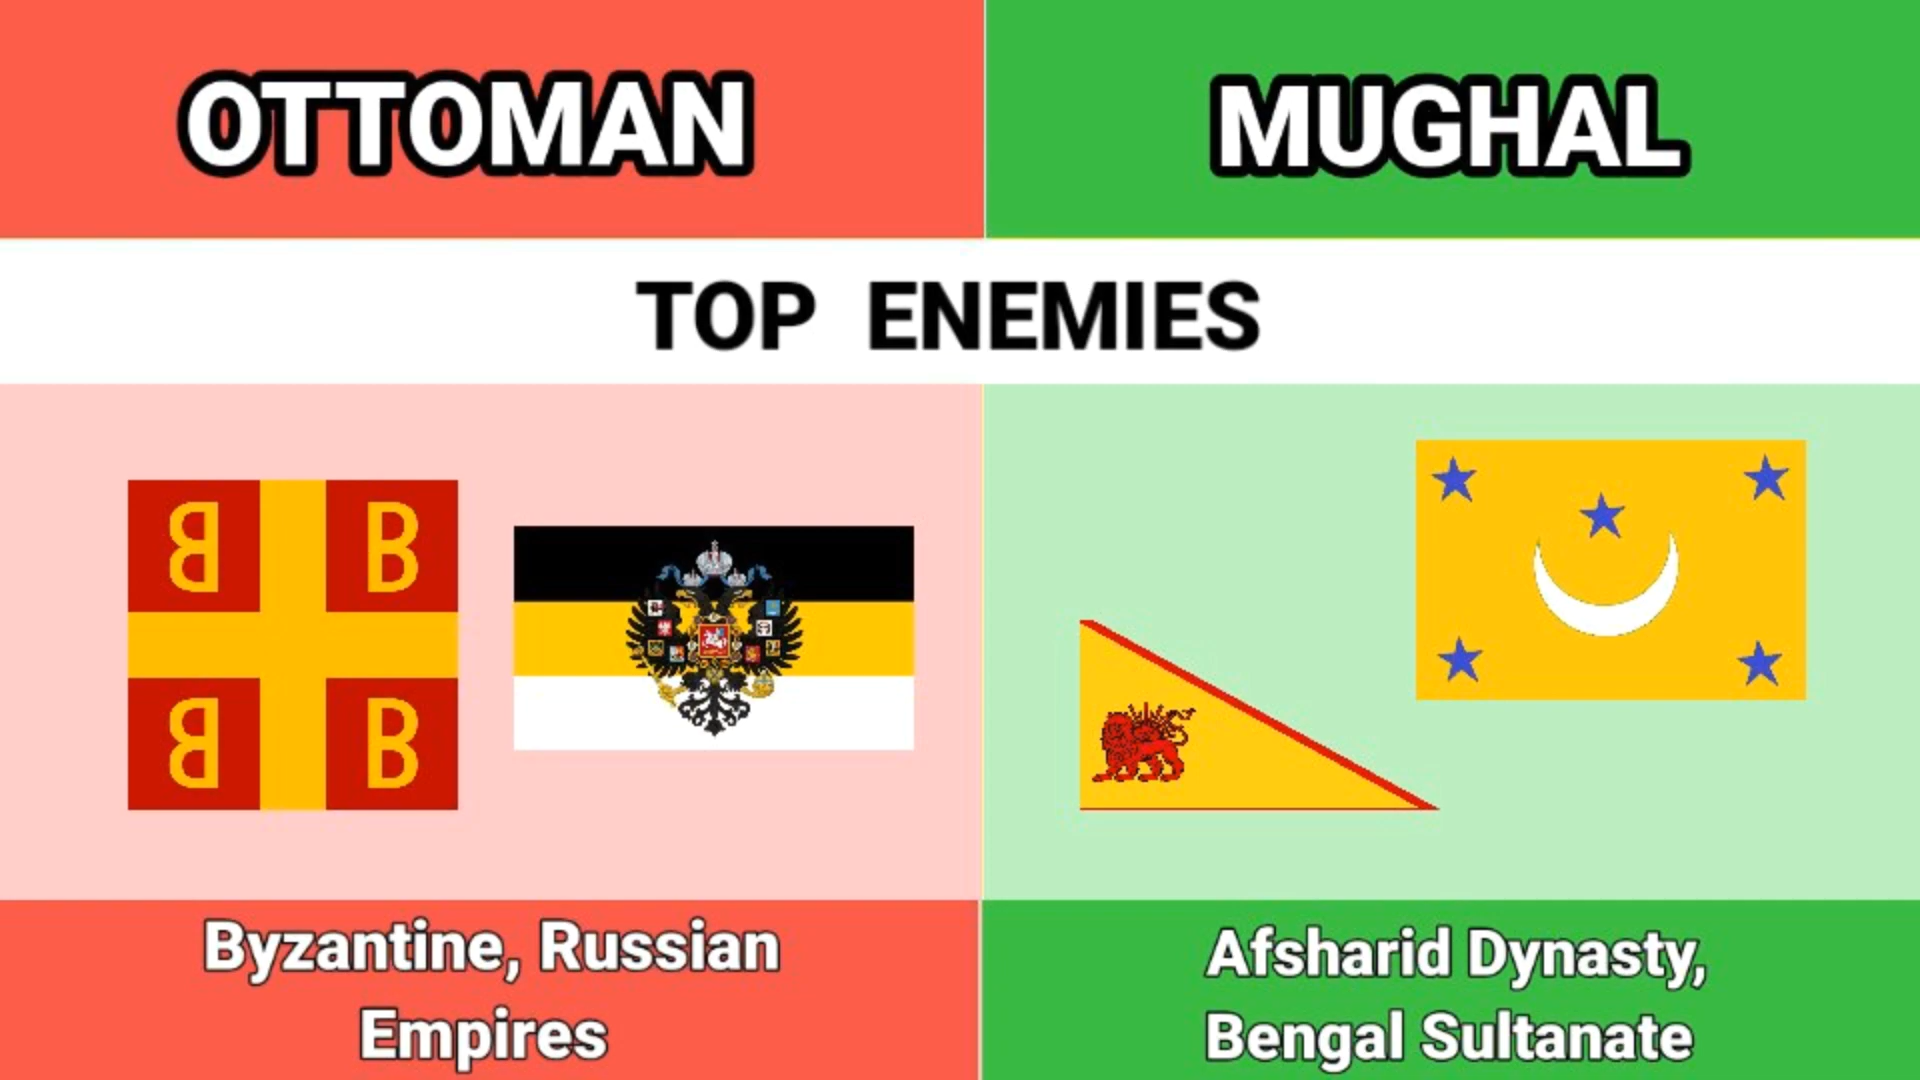 OTTOMAN
MUGHAL
TOP ENEMIES
B B
B B
Byzantine, Russian
Empires
Afsharid Dynasty,
Bengal Sultanate